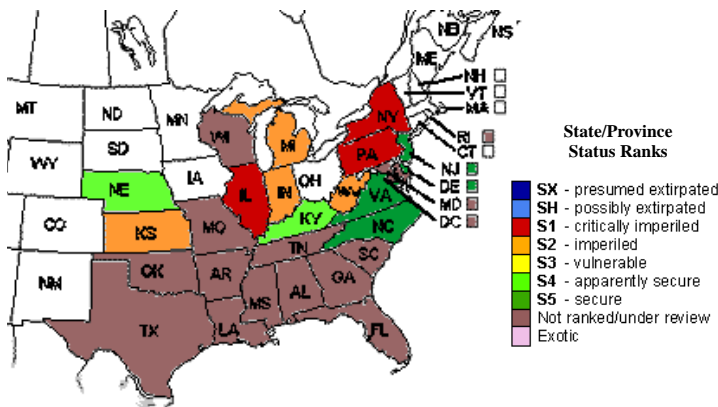 NB
NS
ME
NH
VT
MA
MT
ND
MN
NY
WI
RI
CT
SD
MI
PA
NJ
WY
IA
OH
DE
NE
IL
IN
WV
VA
MD
DC
CO
KS
MO
KY
NC
TN
SC
NM
OK
AR
GA
MS
AL
TX
LA
FL
State/Province
Status Ranks
SX - presumed extirpated
SH - possibly extirpated
S1 - critically imperiled
S2 - imperiled
S3 - vulnerable
S4 - apparently secure
S5 - secure
Not ranked/under review
Exotic